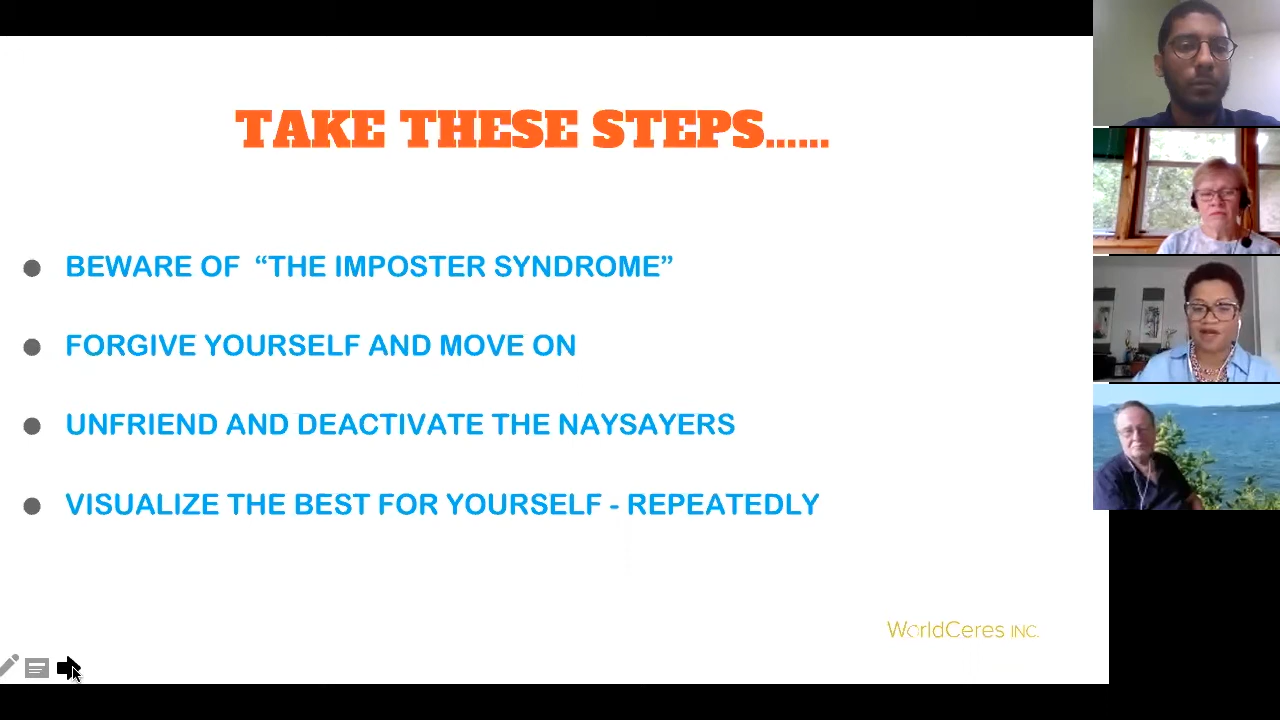 TAKE THESE STEPS......
BEWARE OF “THE IMPOSTER SYNDROME”
FORGIVE YOURSELF AND MOVE ON
UNFRIEND AND DEACTIVATE THE NAYSAYERS
VISUALIZE THE BEST FOR YOURSELF - REPEATEDLY
WorldCeres INC.